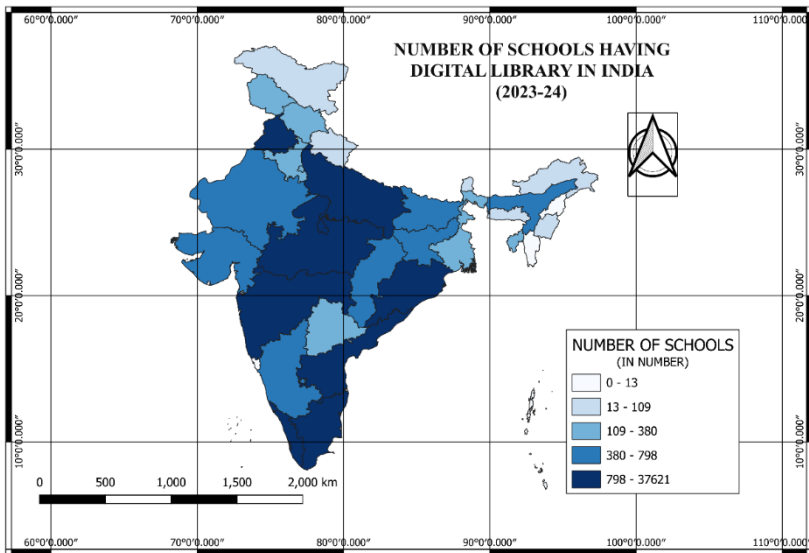 60°0'0.000" 70°0'0.000" 80°0'0.000" 90°0'0.000" 100°0'0.000" 110°0'0.000"
NUMBER OF SCHOOLS HAVING
DIGITAL LIBRARY IN INDIA
(2023-24)
30°0'0.000" 30°0'0.000"
20°0'0.000" 20°0'0.000"
NUMBER OF SCHOOLS
(IN NUMBER)
0 - 13
13 - 109
109 - 380
380 - 798
798 - 37621
10°0'0.000" 10°0'0.000"
0 500 1,000 1,500 2,000 km
60°0'0.000" 70°0'0.000" 80°0'0.000" 90°0'0.000" 100°0'0.000" 110°0'0.000"